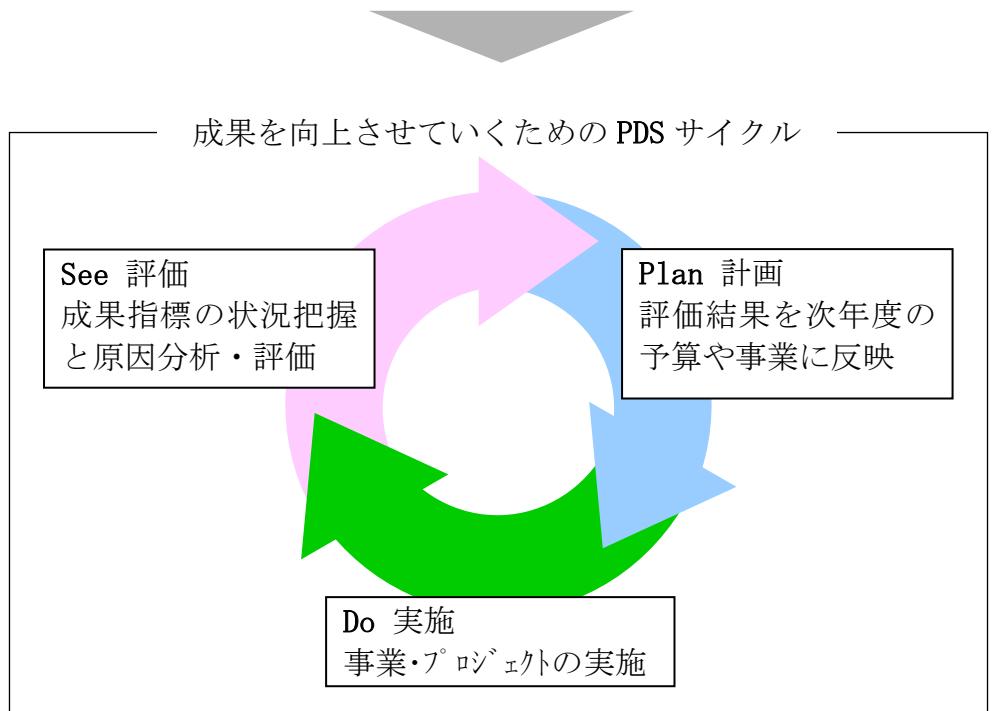 成果を向上させていくための PDS サイクル
See 評価
成果指標の状況把握
と原因分析・評価
Plan 計画
評価結果を次年度の
予算や事業に反映
Do 実施
事業･ﾌﾟﾛｼﾞｪｸﾄの実施